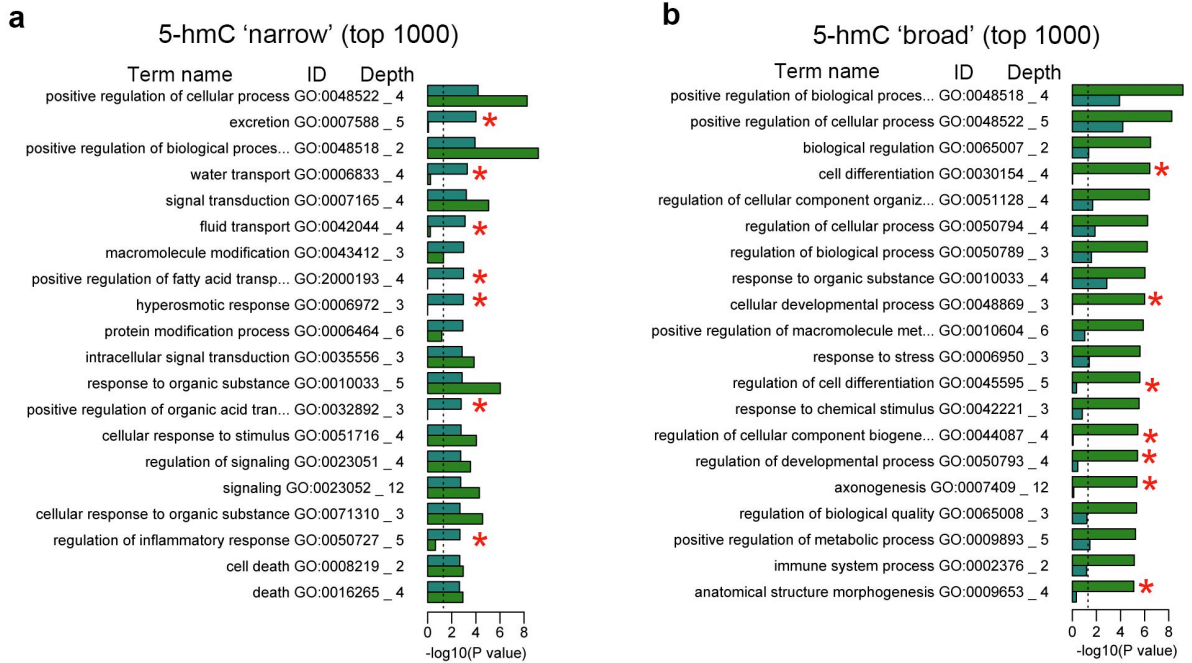 a
5-hmC ‘narrow’ (top 1000)
Term name ID Depth
positive regulation of cellular process GO:0048522 _ 4
excretion GO:0007588 _ 5 *
positive regulation of biological proces... GO:0048518 _ 2
water transport GO:0006833 _ 4 *
signal transduction GO:0007165 _ 4
fluid transport GO:0042044 _ 4 *
macromolecule modification GO:0043412 _ 3
positive regulation of fatty acid transp... GO:2000193 _ 4 *
hyperosmotic response GO:0006972 _ 3 *
protein modification process GO:0006464 _ 6
intracellular signal transduction GO:0035556 _ 3
response to organic substance GO:0010033 _ 5
positive regulation of organic acid tran... GO:0032892 _ 3 *
cellular response to stimulus GO:0051716 _ 4
regulation of signaling GO:0023051 _ 4
signaling GO:0023052 _ 12
cellular response to organic substance GO:0071310 _ 3
regulation of inflammatory response GO:0050727 _ 5 *
cell death GO:0008219 _ 2
death GO:0016265 _ 4
0 2 4 6 8
-log10(P value)
b
5-hmC ‘broad’ (top 1000)
Term name ID Depth
positive regulation of biological proces... GO:0048518 _ 4
positive regulation of cellular process GO:0048522 _ 5
biological regulation GO:0065007 _ 2
cell differentiation GO:0030154 _ 4 *
regulation of cellular component organiz... GO:0051128 _ 4
regulation of cellular process GO:0050794 _ 4
regulation of biological process GO:0050789 _ 3
response to organic substance GO:0010033 _ 4
cellular developmental process GO:0048869 _ 3 *
positive regulation of macromolecule met... GO:0010604 _ 6
response to stress GO:0006950 _ 3
regulation of cell differentiation GO:0045595 _ 5 *
response to chemical stimulus GO:0042221 _ 3
regulation of cellular component biogene... GO:0044087 _ 4 *
regulation of developmental process GO:0050793 _ 4 *
axonogenesis GO:0007409 _ 12 *
regulation of biological quality GO:0065008 _ 3
positive regulation of metabolic process GO:0009893 _ 5
immune system process GO:0002376 _ 2
anatomical structure morphogenesis GO:0009653 _ 4 *
0 2 4 6 8
-log10(P value)